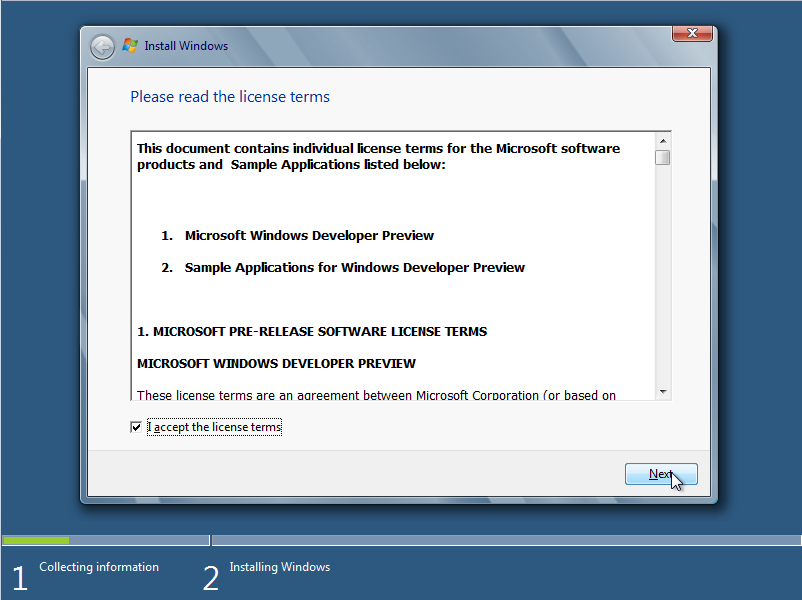 Install Windows
Please read the license terms
This document contains individual license terms for the Microsoft software
products and  Sample Applications listed below:
1. Microsoft Windows Developer Preview
2. Sample Applications for Windows Developer Preview
1. MICROSOFT PRE-RELEASE SOFTWARE LICENSE TERMS
MICROSOFT WINDOWS DEVELOPER PREVIEW
These license terms are an agreement between Microsoft Corporation (or based on
I accept the license terms
Next
1 Collecting information
2 Installing Windows